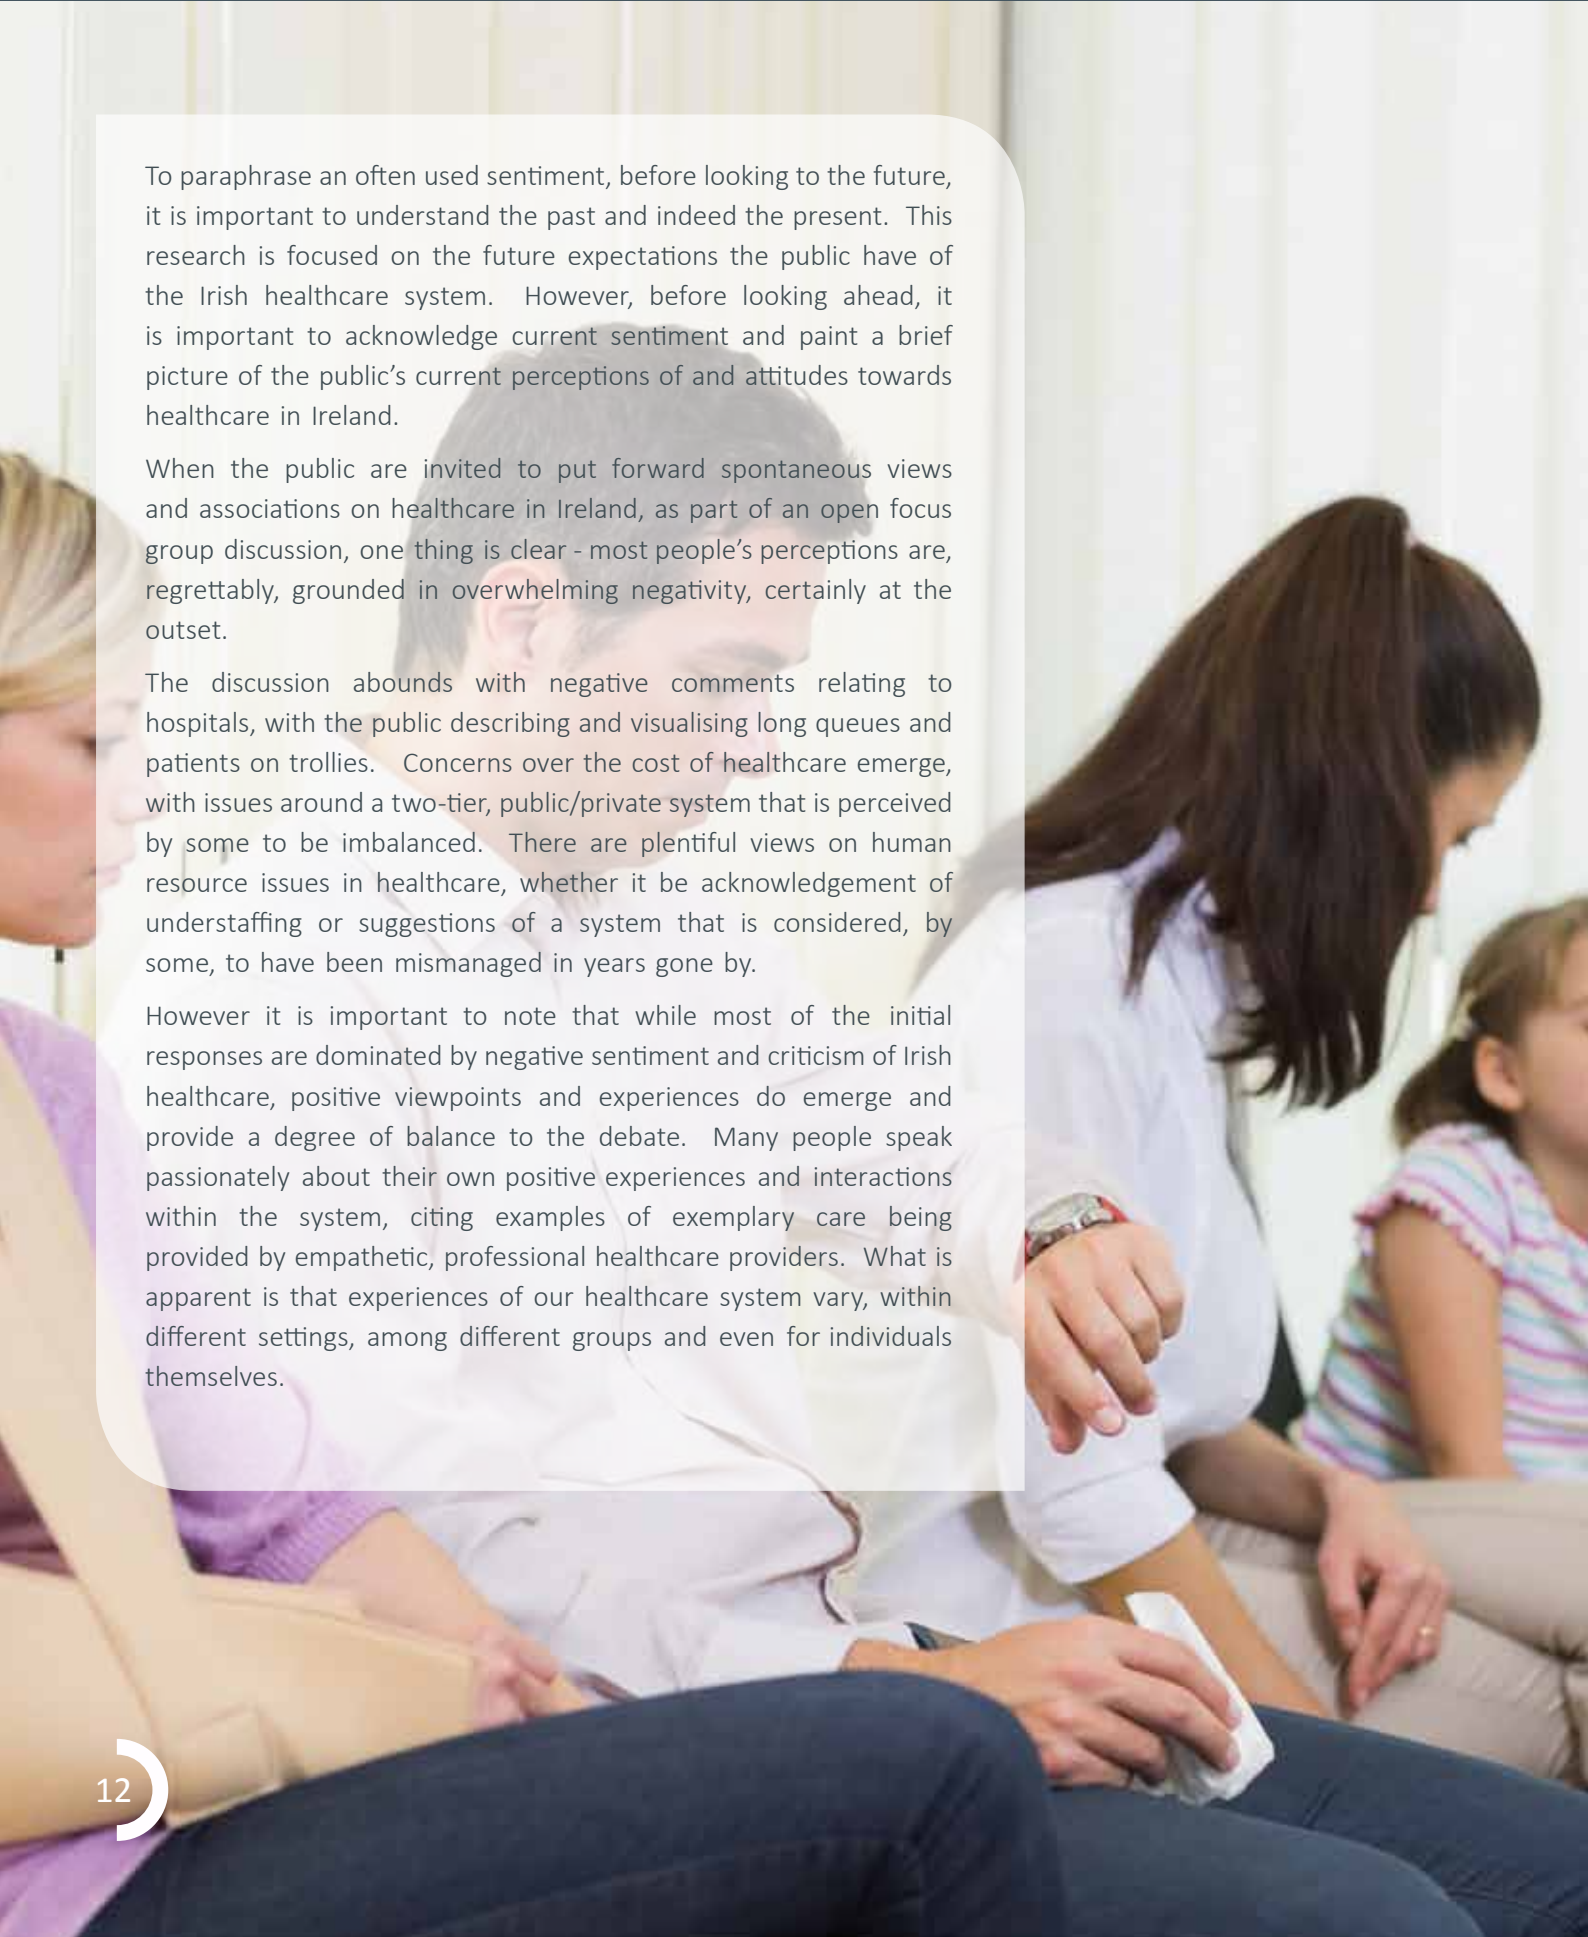 To paraphrase an often used sentiment, before looking to the future,
it is important to understand the past and indeed the present. This
research is focused on the future expectations the public have of
the Irish healthcare system. However, before looking ahead, it
is important to acknowledge current sentiment and paint a brief
picture of the public’s current perceptions of and attitudes towards
healthcare in Ireland.
When the public are invited to put forward spontaneous views
and associations on healthcare in Ireland, as part of an open focus
group discussion, one thing is clear - most people’s perceptions are,
regrettably, grounded in overwhelming negativity, certainly at the
outset.
The discussion abounds with negative comments relating to
hospitals, with the public describing and visualising long queues and
patients on trollies. Concerns over the cost of healthcare emerge,
with issues around a two-tier, public/private system that is perceived
by some to be imbalanced. There are plentiful views on human
resource issues in healthcare, whether it be acknowledgement of
understaffing or suggestions of a system that is considered, by
some, to have been mismanaged in years gone by.
However it is important to note that while most of the initial
responses are dominated by negative sentiment and criticism of Irish
healthcare, positive viewpoints and experiences do emerge and
provide a degree of balance to the debate. Many people speak
passionately about their own positive experiences and interactions
within the system, citing examples of exemplary care being
provided by empathetic, professional healthcare providers. What is
apparent is that experiences of our healthcare system vary, within
different settings, among different groups and even for individuals
themselves.
12